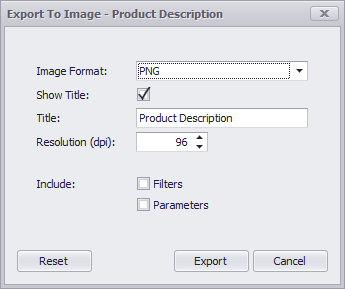 Export To Image - Product Description
Image Format: PNG
Show Title:
Title: Product Description
Resolution (dpi): 96
Include: Filters
Parameters
Reset Export Cancel